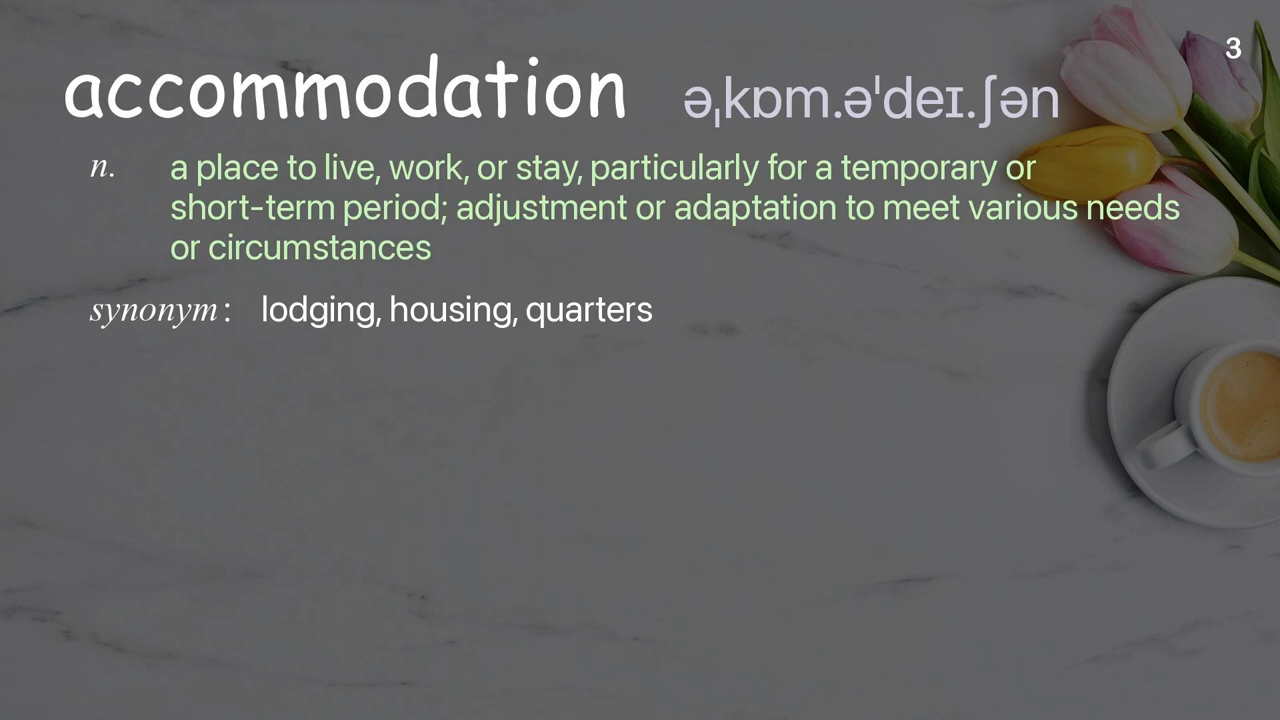 3
accommodation əˌkɒm.əˈdeɪ.ʃən
n. a place to live, work, or stay, particularly for a temporary or
short-term period; adjustment or adaptation to meet various needs
or circumstances
synonym: lodging, housing, quarters